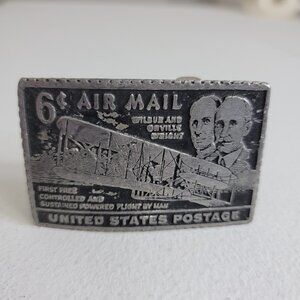 6¢ AIR MAIL
WILBUR AND
ORVILLE
WRIGHT
FIRST FREE
CONTROLLED AND
SUSTAINED POWERED FLIGHT BY MAN
UNITED STATES POSTAGE